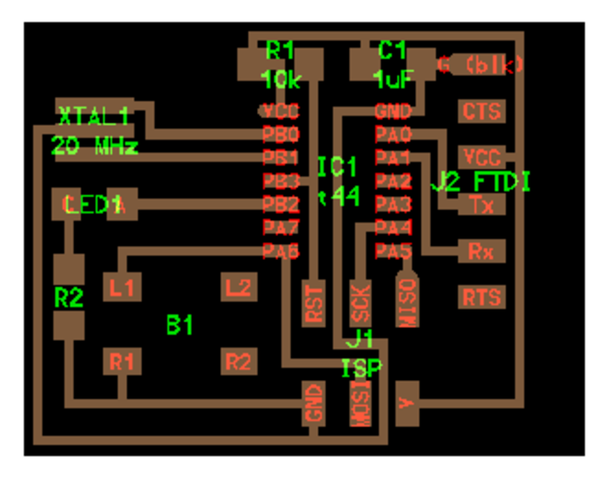 R1
10k
C1
1uF
G (blk)
XTAL1
20 MHz
VCC
PB0
PB1
PB3
PB2
PA7
PA6
IC1
t44
GND
PA0
PA1
PA2
PA3
PA4
PA5
CTS
VCC
J2 FTDI
Tx
Rx
RTS
LED1
A
R2
L1
L2
B1
R1
R2
RST
SCK
MISO
J1
ISP
GND
MOSI
V